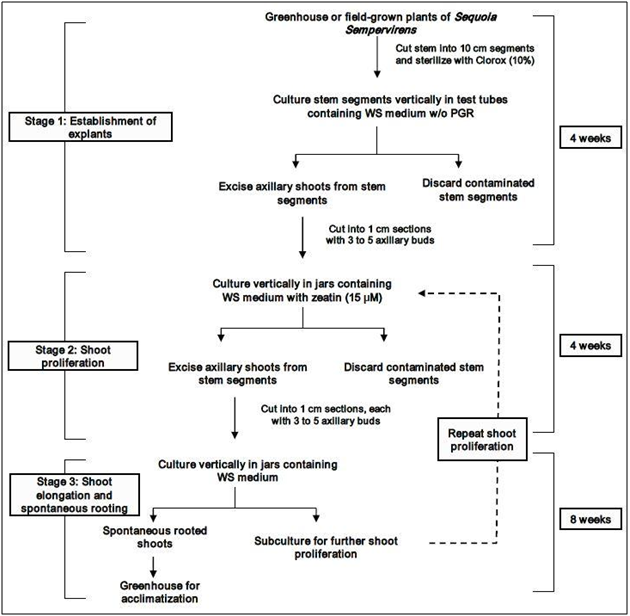 Greenhouse or field-grown plants of Sequoia
Sempervirens
Cut stem into 10 cm segments
and sterilize with Clorox (10%)
Culture stem segments vertically in test tubes
containing WS medium w/o PGR
Stage 1: Establishment of
explants
4 weeks
Excise axillary shoots from stem
segments
Discard contaminated
stem segments
Cut into 1 cm sections
with 3 to 5 axillary buds
Culture vertically in jars containing
WS medium with zeatin (15 µM)
Stage 2: Shoot
proliferation
4 weeks
Excise axillary shoots from
stem segments
Discard contaminated stem
segments
Cut into 1 cm sections, each
with 3 to 5 axillary buds
Repeat shoot
proliferation
Culture vertically in jars containing
WS medium
Stage 3: Shoot
elongation and
spontaneous rooting
8 weeks
Spontaneous rooted
shoots
Subculture for further shoot
proliferation
Greenhouse for
acclimatization